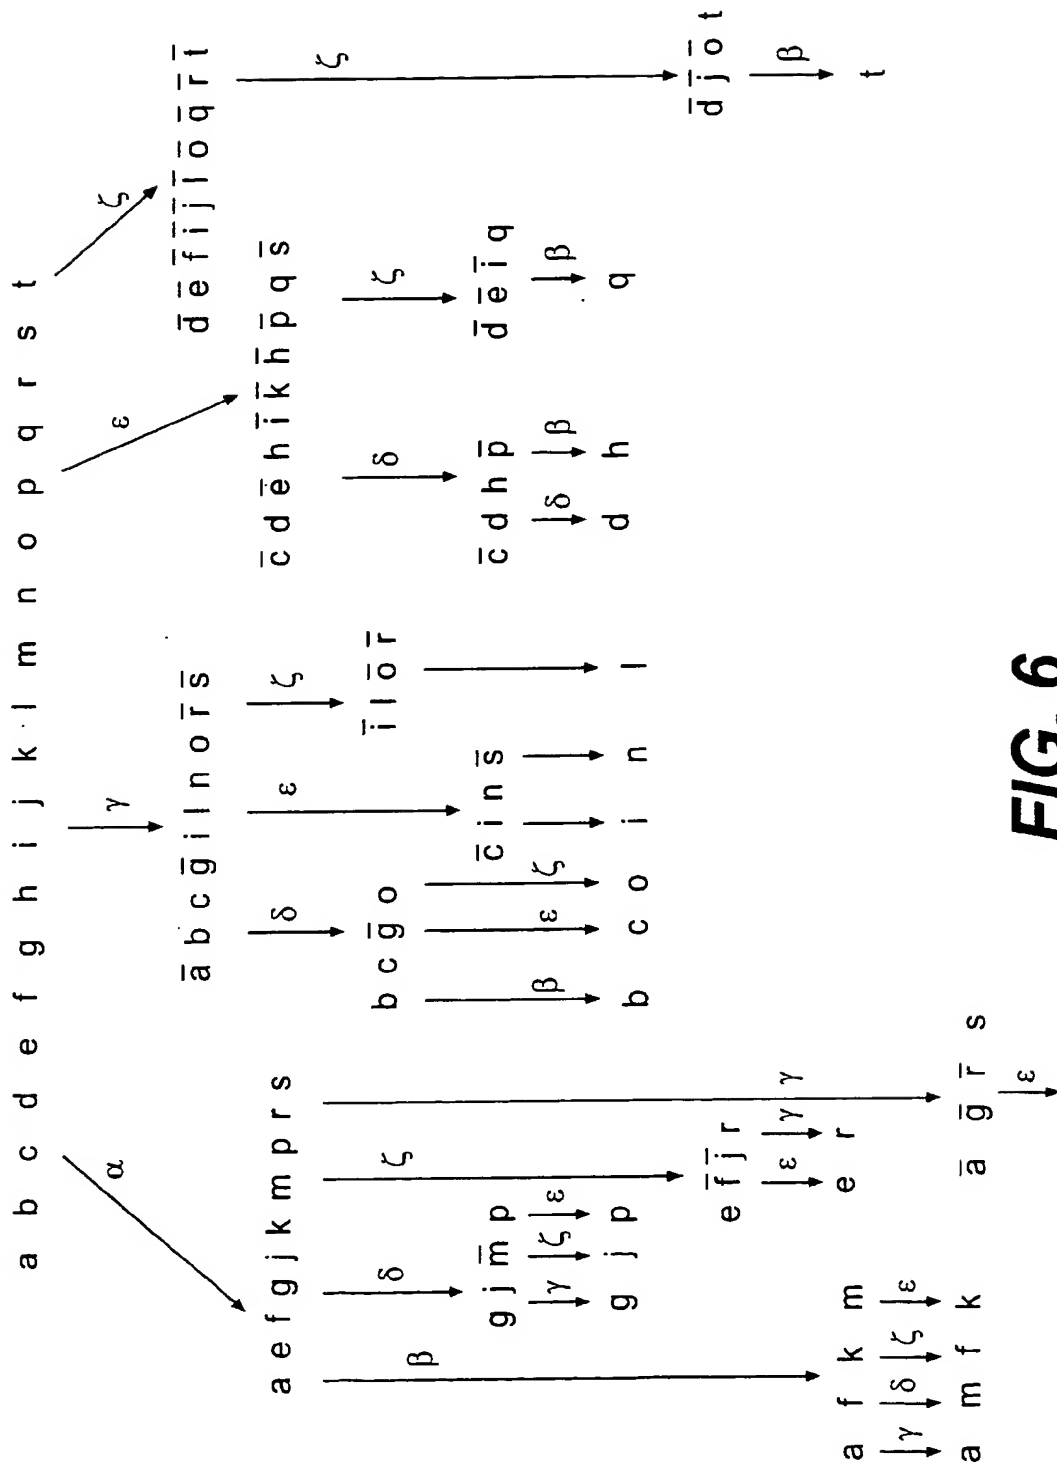 a b c d e f g h i j k l m n o p q r s t
α γ ε ζ
a e f g j k m p r s
ā b c ḡ i l n o r̄ s̄
c̄ d ē h ī k̄ h̄ p̄ q s̄
d̄ ē f̄ ī j̄ l̄ ō q̄ r̄ t̄
β δ ζ γ
δ ε ζ
δ ζ
ζ
g j m̄ p
γ ζ ε
g j p
e f̄ j̄ r
ε γ
e r
a f k m
γ δ ζ ε
a m f k
ā ḡ r̄ s
ε
b c ḡ o
β ε ζ
b c o
c̄ i n s̄
i n
ī l ō r̄
l
c̄ d h p̄
δ β
d h
d̄ ē ī q
β
q
d̄ j̄ ō t
β
t
FIG. 6